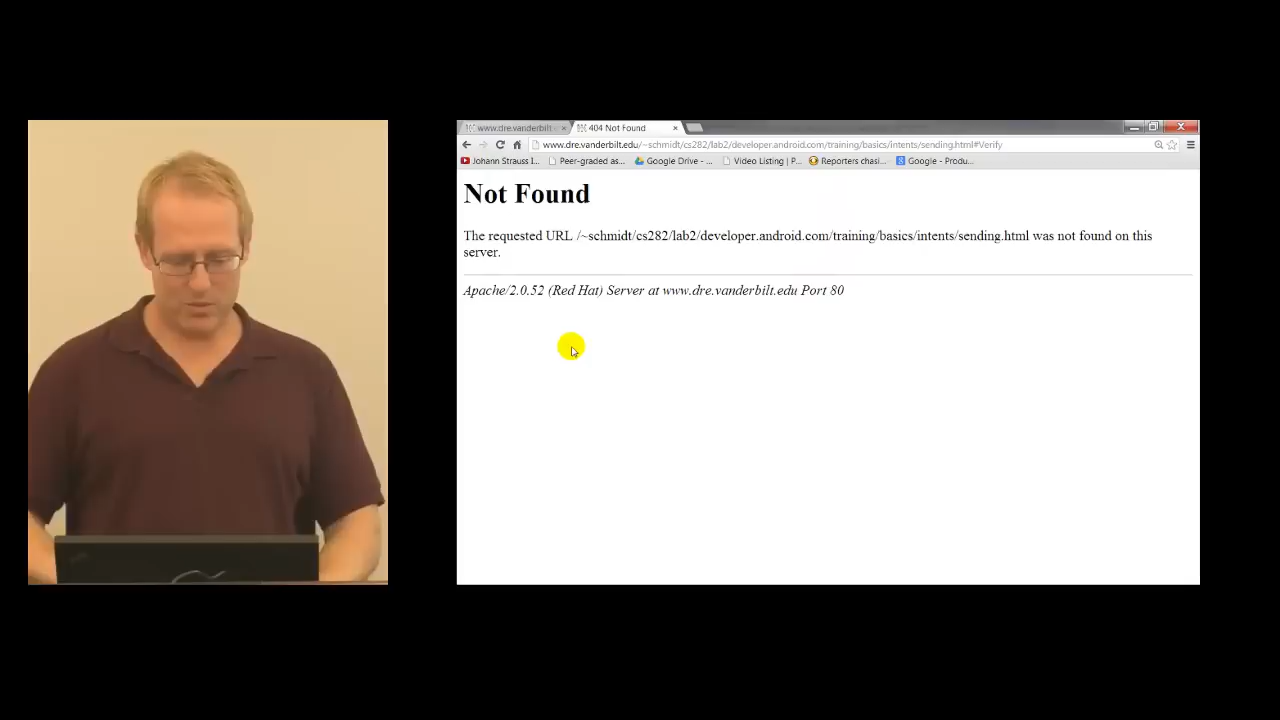 www.dre.vanderbilt
404 Not Found
www.dre.vanderbilt.edu/~schmidt/cs282/lab2/developer.android.com/training/basics/intents/sending.html#Verify
Johann Strauss I... Peer-graded as... Google Drive - ... Video Listing | P... Reporters chasi... Google - Produ...
Not Found
The requested URL /~schmidt/cs282/lab2/developer.android.com/training/basics/intents/sending.html was not found on this
server.
Apache/2.0.52 (Red Hat) Server at www.dre.vanderbilt.edu Port 80